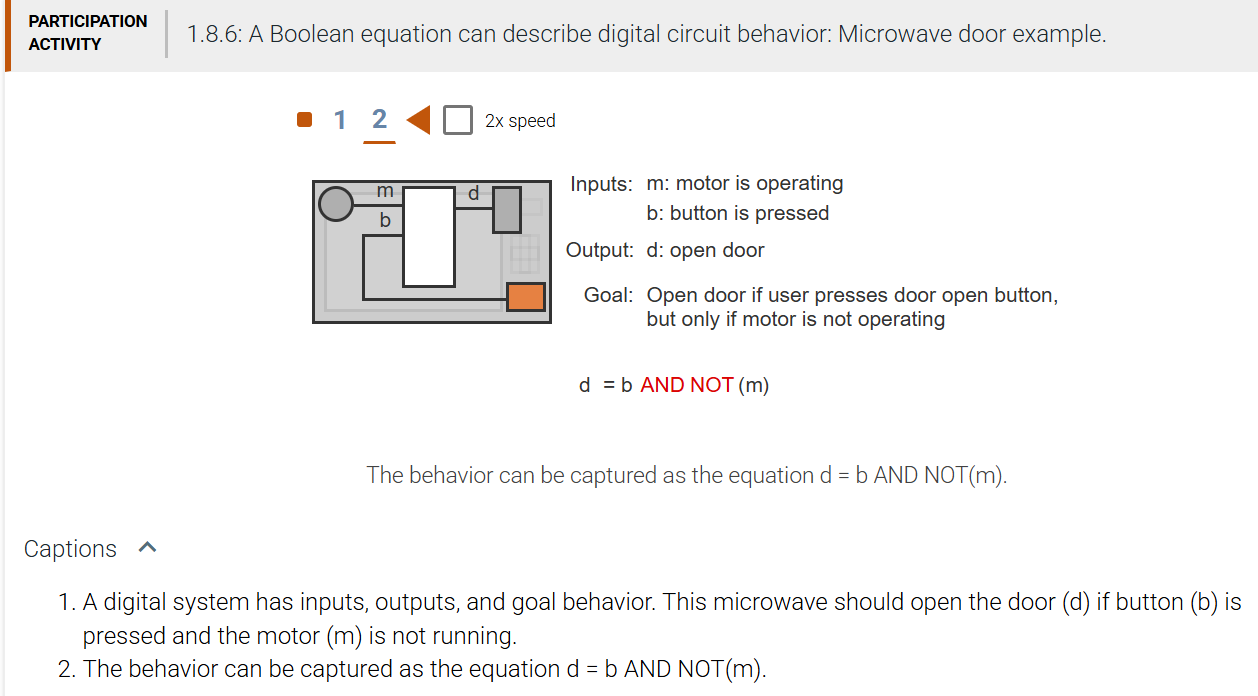 PARTICIPATION
ACTIVITY
1.8.6: A Boolean equation can describe digital circuit behavior: Microwave door example.
1 2 2x speed
m
d
b
Inputs: m: motor is operating
b: button is pressed
Output: d: open door
Goal: Open door if user presses door open button,
but only if motor is not operating
d = b AND NOT (m)
The behavior can be captured as the equation d = b AND NOT(m).
Captions
1. A digital system has inputs, outputs, and goal behavior. This microwave should open the door (d) if button (b) is
pressed and the motor (m) is not running.
2. The behavior can be captured as the equation d = b AND NOT(m).